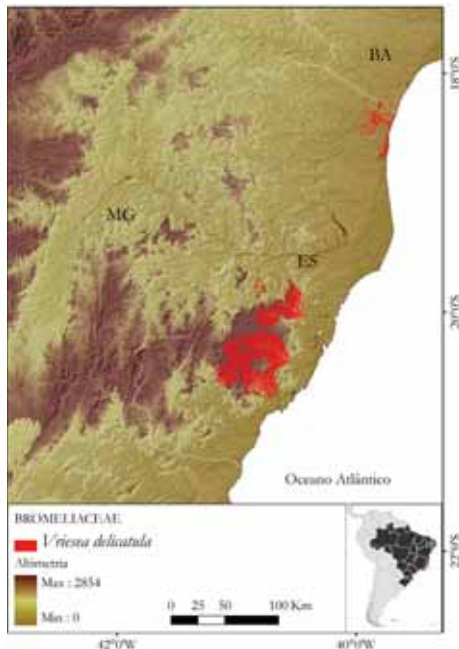 BA
18°0'S
MG
ES
20°0'S
Oceano Atlântico
BROMELIACEAE
Vriesea delicatula
Altimetria
Max : 2854
Min : 0
0 25 50 100 Km
22°0'S
42°0'W 40°0'W